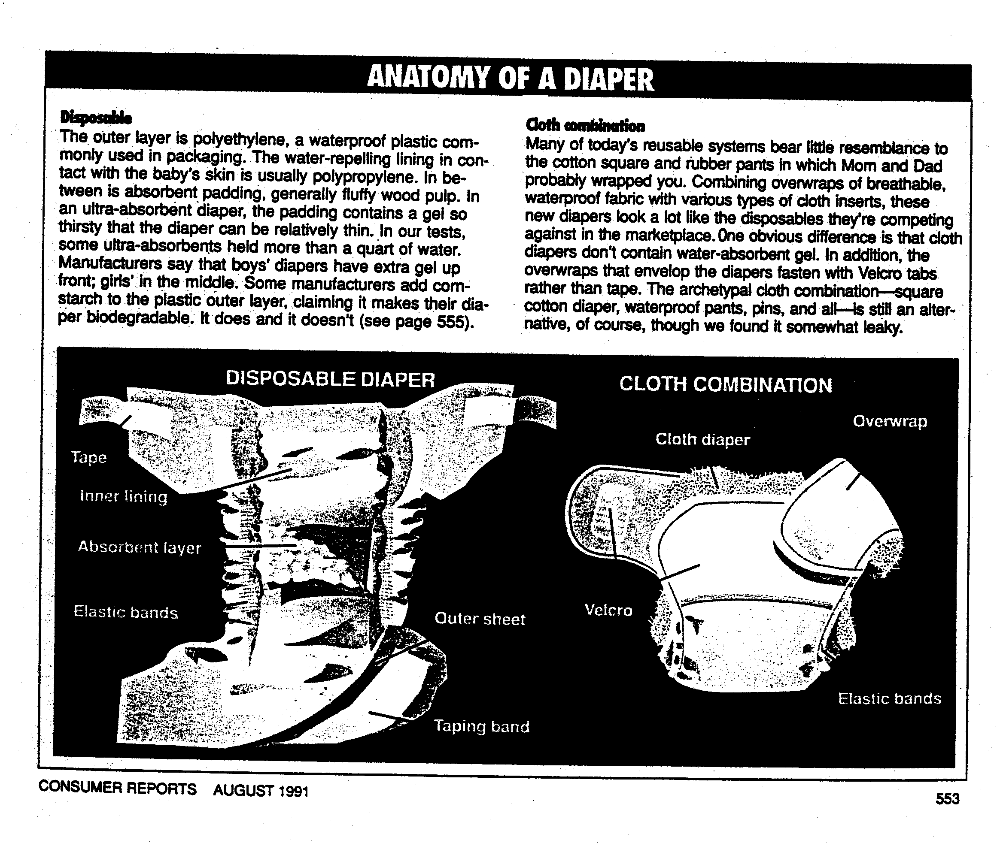 ANATOMY OF A DIAPER
Disposable
The outer layer is polyethylene, a waterproof plastic com-
monly used in packaging. The water-repelling lining in con-
tact with the baby's skin is usually polypropylene. In be-
tween is absorbent padding, generally fluffy wood pulp. In
an ultra-absorbent diaper, the padding contains a gel so
thirsty that the diaper can be relatively thin. In our tests,
some ultra-absorbents held more than a quart of water.
Manufacturers say that boys' diapers have extra gel up
front; girls' in the middle. Some manufacturers add corn-
starch to the plastic outer layer, claiming it makes their dia-
per biodegradable. It does and it doesn't (see page 555).
Cloth combination
Many of today's reusable systems bear little resemblance to
the cotton square and rubber pants in which Mom and Dad
probably wrapped you. Combining overwraps of breathable,
waterproof fabric with various types of cloth inserts, these
new diapers look a lot like the disposables they're competing
against in the marketplace. One obvious difference is that cloth
diapers don't contain water-absorbent gel. In addition, the
overwraps that envelop the diapers fasten with Velcro tabs
rather than tape. The archetypal cloth combination—square
cotton diaper, waterproof pants, pins, and all—is still an alter-
native, of course, though we found it somewhat leaky.
DISPOSABLE DIAPER
Tape
Inner lining
Absorbent layer
Elastic bands
Outer sheet
Taping band
CLOTH COMBINATION
Overwrap
Cloth diaper
Velcro
Elastic bands
CONSUMER REPORTS AUGUST 1991
553